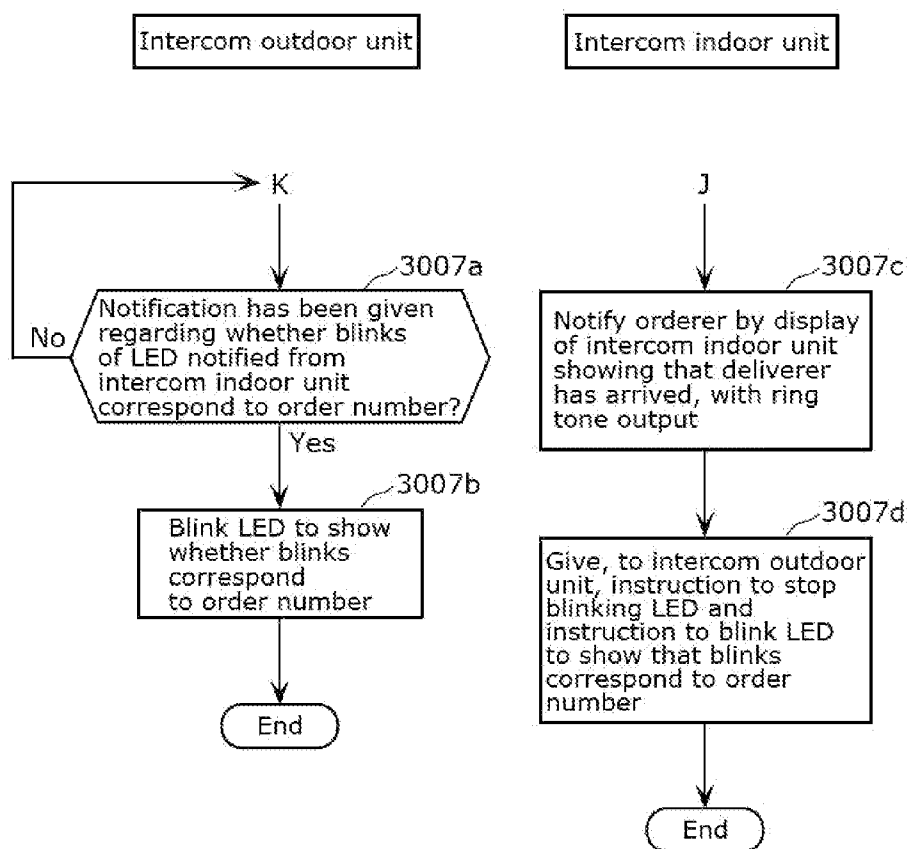 Intercom outdoor unit
Intercom indoor unit
K
J
3007a
3007c
Notification has been given
regarding whether blinks
of LED notified from
intercom indoor unit
correspond to order number?
No
Yes
Notify orderer by display
of intercom indoor unit
showing that deliverer
has arrived, with ring
tone output
3007b
3007d
Blink LED to show
whether blinks
correspond
to order number
Give, to intercom outdoor
unit, instruction to stop
blinking LED and
instruction to blink LED
to show that blinks
correspond to order
number
End
End